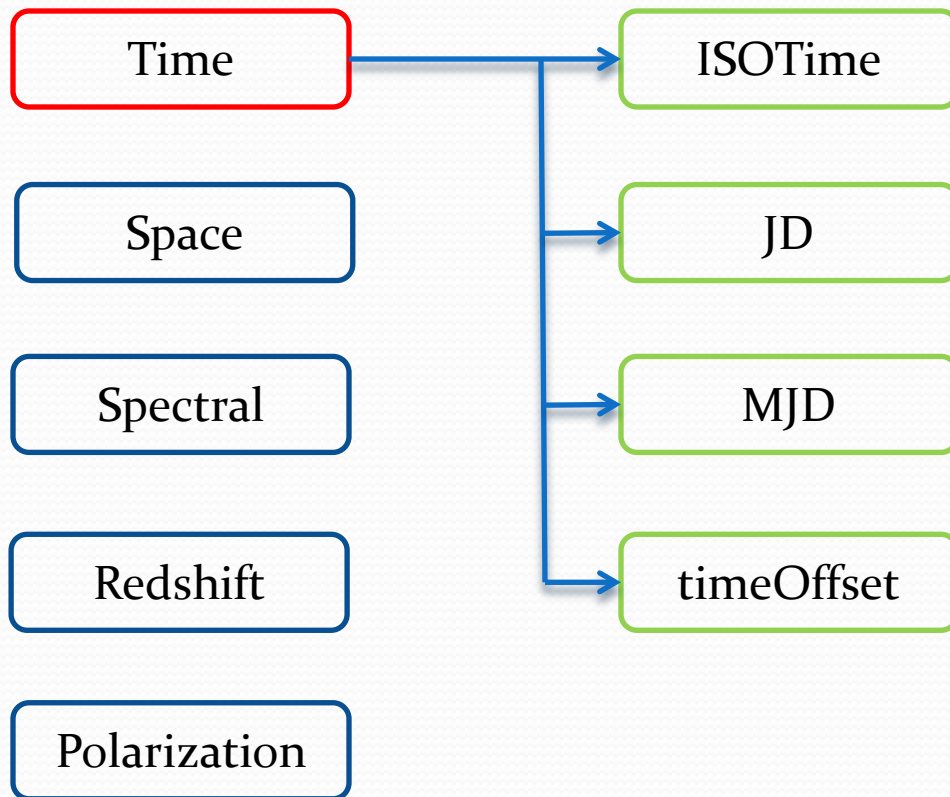 Time
ISOTime
Space
JD
Spectral
MJD
Redshift
timeOffset
Polarization